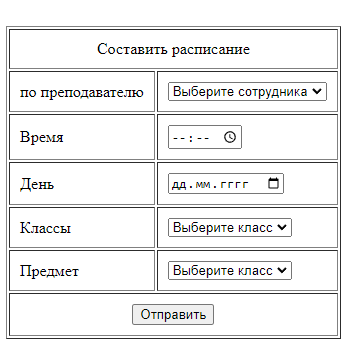 Составить расписание
по преподавателю Выберите сотрудника
Время --:--
День дд.мм.гггг
Классы Выберите класс
Предмет Выберите класс
Отправить